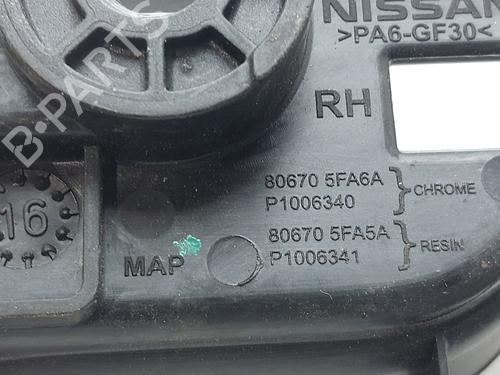 NISSAN
>PA6-GF30<
RH
80670 5FA6A
P1006340
CHROME
80670 5FA5A
P1006341
RESIN
MAP
16
B-PARTS